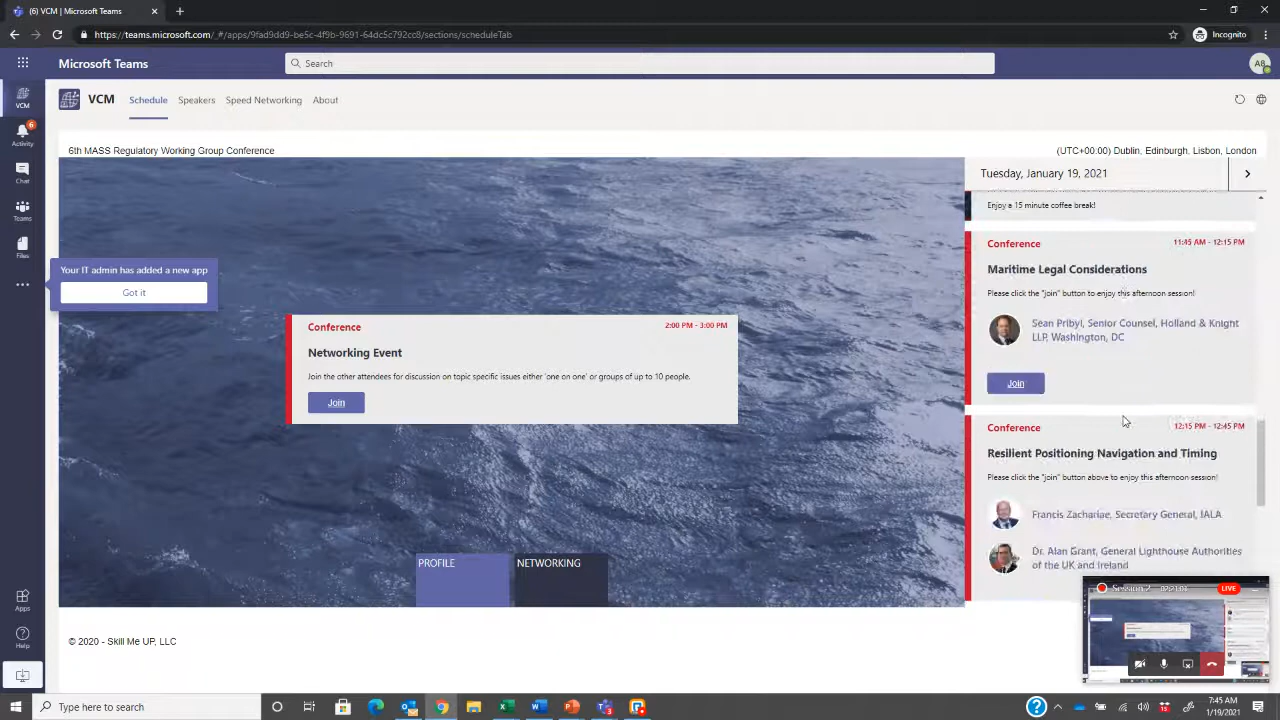 (6) VCM | Microsoft Teams
https://teams.microsoft.com/_#/apps/9fad9dd9-be5c-4f9b-9691-64dc5c792cc8/sections/scheduleTab
Incognito
Microsoft Teams
Search
AB
VCM
VCM
Schedule
Speakers
Speed Networking
About
6
Activity
Chat
Teams
Files
Your IT admin has added a new app
Got it
Apps
Help
6th MASS Regulatory Working Group Conference
(UTC+00:00) Dublin, Edinburgh, Lisbon, London
Conference
2:00 PM - 3:00 PM
Networking Event
Join the other attendees for discussion on topic specific issues either 'one on one' or groups of up to 10 people.
Join
PROFILE
NETWORKING
Tuesday, January 19, 2021
Enjoy a 15 minute coffee break!
Conference
11:45 AM - 12:15 PM
Maritime Legal Considerations
Please click the "join" button to enjoy this afternoon session!
Sean Pribyl, Senior Counsel, Holland & Knight
LLP, Washington, DC
Join
Conference
12:15 PM - 12:45 PM
Resilient Positioning Navigation and Timing
Please click the "join" button above to enjoy this afternoon session!
Francis Zachariae, Secretary General, IALA
Dr. Alan Grant, General Lighthouse Authorities
of the UK and Ireland
Session 2
LIVE
© 2020 - Skill Me UP, LLC
Type here to search
7:45 AM
1/19/2021